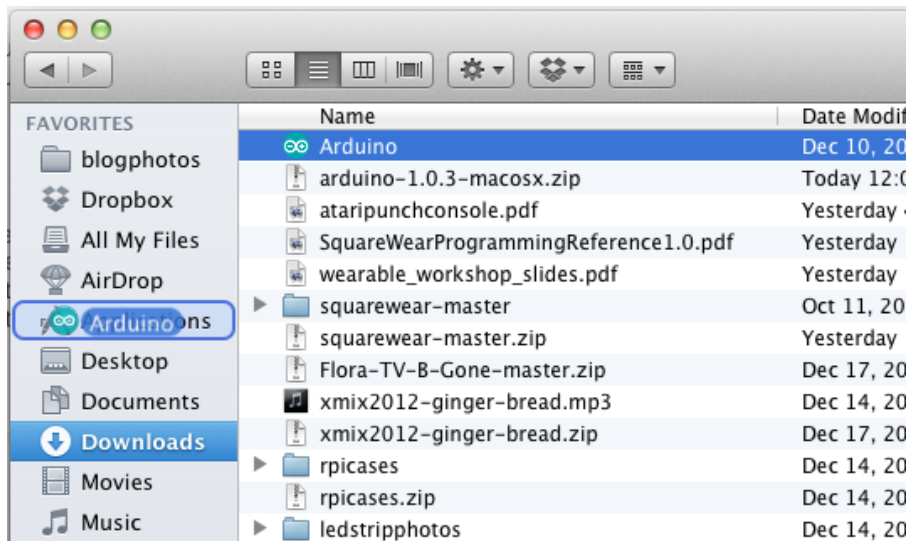 Name Date Modif
FAVORITES
blogphotos
Dropbox
All My Files
AirDrop
Arduino ons
Desktop
Documents
Downloads
Movies
Music
Arduino Dec 10, 20
arduino-1.0.3-macosx.zip Today 12:0
ataripunchconsole.pdf Yesterday
SquareWearProgrammingReference1.0.pdf Yesterday
wearable_workshop_slides.pdf Yesterday
squarewear-master Oct 11, 20
squarewear-master.zip Yesterday
Flora-TV-B-Gone-master.zip Dec 17, 20
xmix2012-ginger-bread.mp3 Dec 14, 20
xmix2012-ginger-bread.zip Dec 17, 20
rpicases Dec 14, 20
rpicases.zip Dec 14, 20
ledstripphotos Dec 14, 20